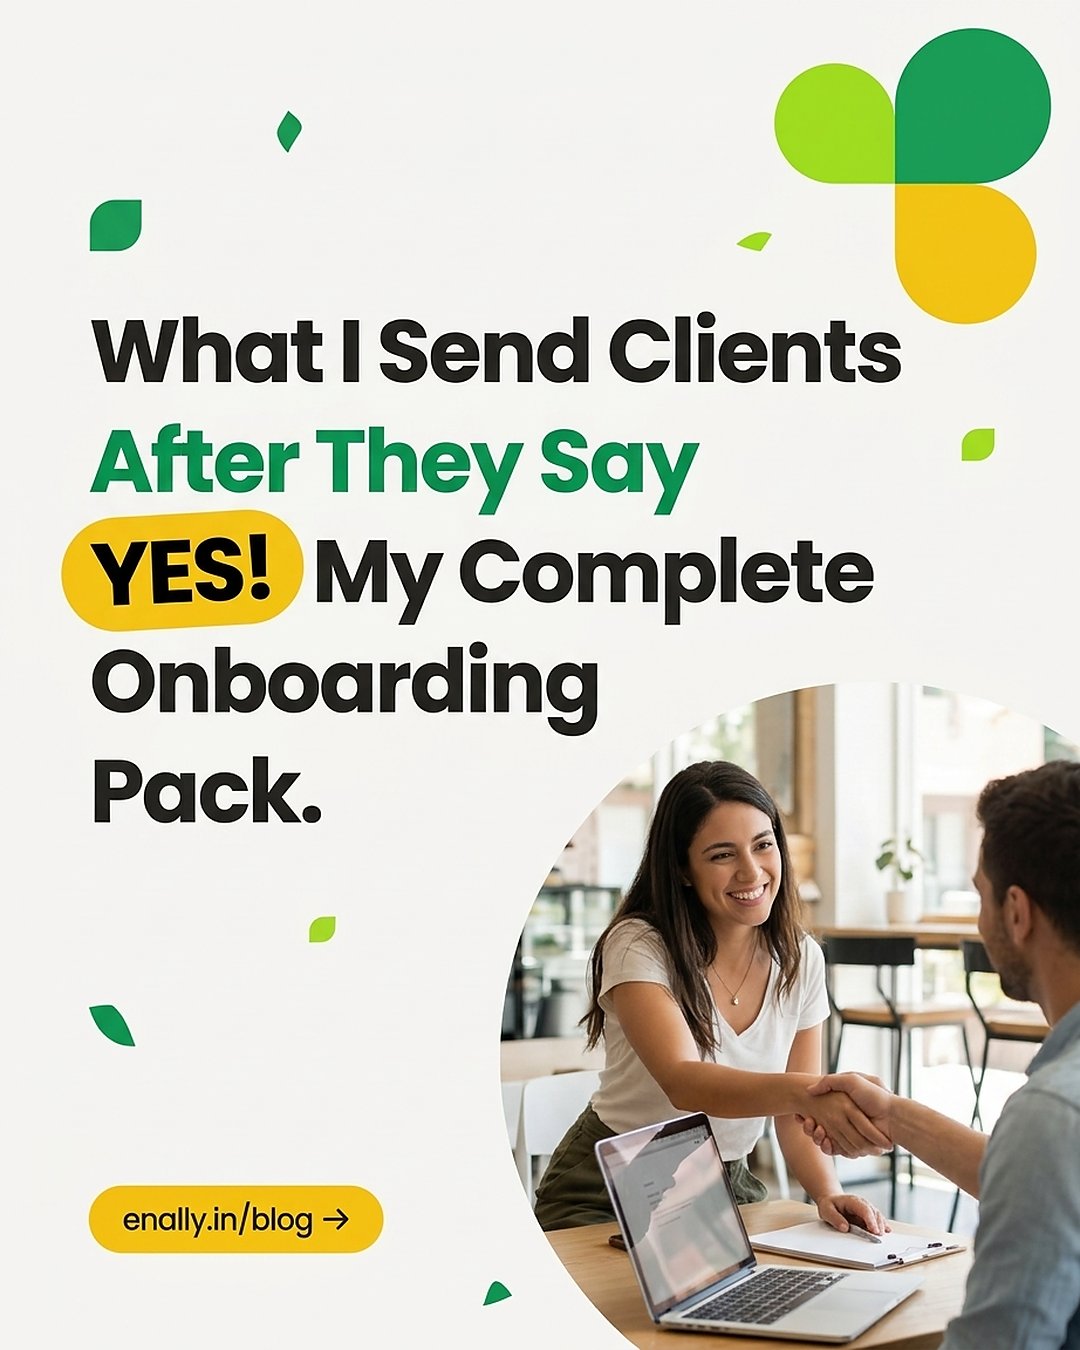 What I Send Clients
After They Say
YES! My Complete
Onboarding
Pack.
enally.in/blog →